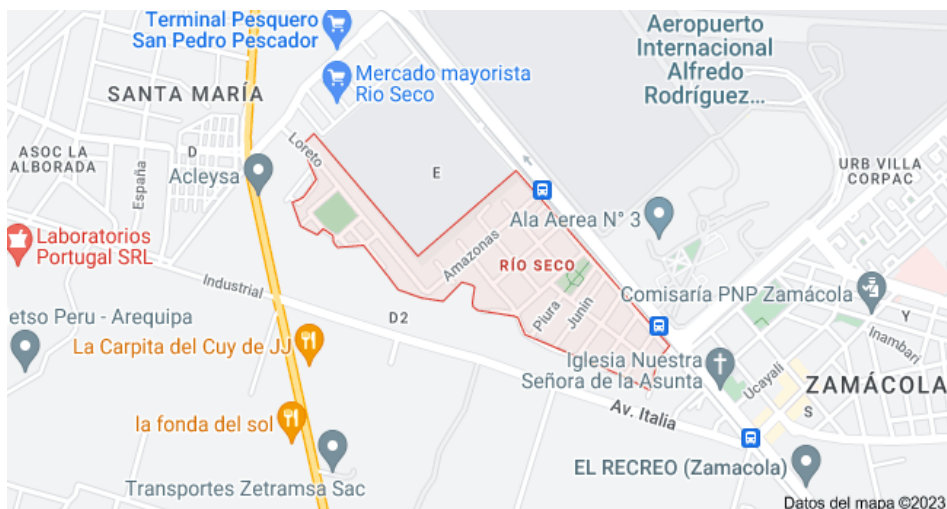 Terminal Pesquero
San Pedro Pescador
Aeropuerto
Internacional
Alfredo
Rodríguez...
Mercado mayorista
Rio Seco
SANTA MARÍA
ASOC LA
ALBORADA
D
España
Acleysa
Loreto
E
URB VILLA
CORPAC
Ala Aerea N° 3
Laboratorios
Portugal SRL
Amazonas
RÍO SECO
Industrial
Piura
Junin
Comisaría PNP Zamácola
Y
Inambari
etso Peru - Arequipa
D2
La Carpita del Cuy de JJ
Iglesia Nuestra
Señora de la Asunta
Ucayali
ZAMÁCOLA
S
Av. Italia
la fonda del sol
EL RECREO (Zamacola)
Transportes Zetramsa Sac
Datos del mapa ©2023